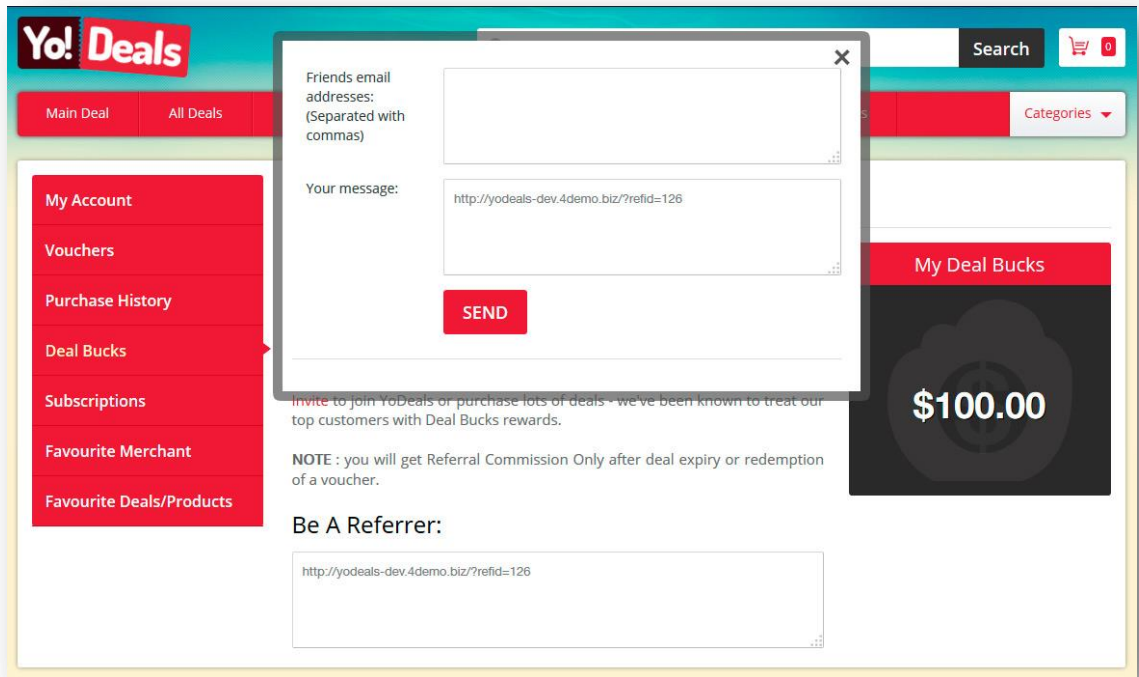 Yo! Deals
Search
0
Main Deal
All Deals
s
Categories
Friends email
addresses:
(Separated with
commas)
Your message:
http://yodeals-dev.4demo.biz/?refid=126
SEND
My Account
Vouchers
Purchase History
Deal Bucks
Subscriptions
Favourite Merchant
Favourite Deals/Products
Invite to join YoDeals or purchase lots of deals - we've been known to treat our
top customers with Deal Bucks rewards.
NOTE : you will get Referral Commission Only after deal expiry or redemption
of a voucher.
Be A Referrer:
http://yodeals-dev.4demo.biz/?refid=126
My Deal Bucks
$100.00